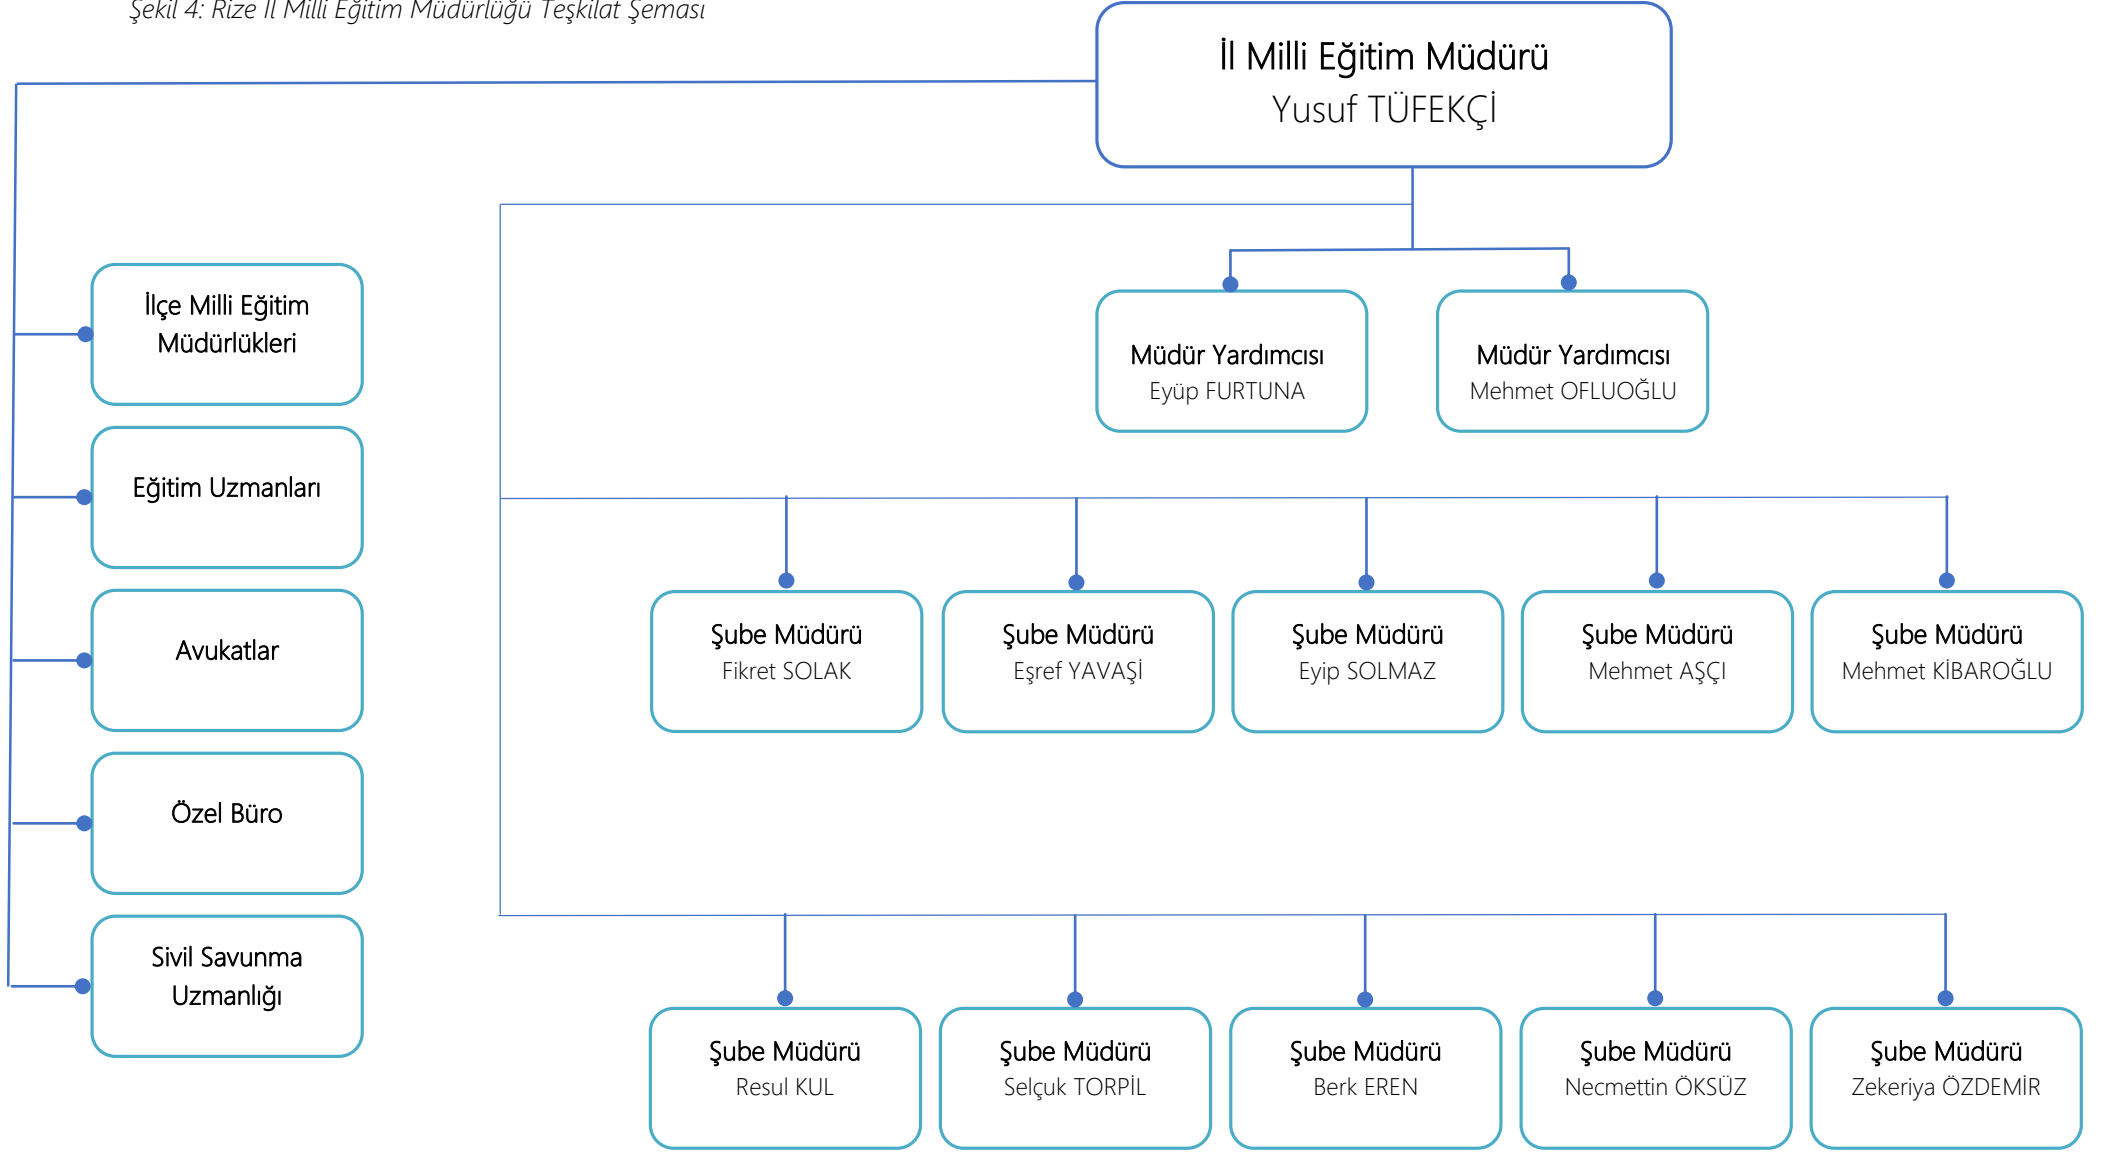 Şekil 4: Rize İl Milli Eğitim Müdürlüğü Teşkilat Şeması
İl Milli Eğitim Müdürü
Yusuf TÜFEKÇİ
İlçe Milli Eğitim
Müdürlükleri
Eğitim Uzmanları
Avukatlar
Özel Büro
Sivil Savunma
Uzmanlığı
Müdür Yardımcısı
Eyüp FURTUNA
Müdür Yardımcısı
Mehmet OFLUOĞLU
Şube Müdürü
Fikret SOLAK
Şube Müdürü
Eşref YAVAŞİ
Şube Müdürü
Eyip SOLMAZ
Şube Müdürü
Mehmet AŞÇI
Şube Müdürü
Mehmet KİBAROĞLU
Şube Müdürü
Resul KUL
Şube Müdürü
Selçuk TORPİL
Şube Müdürü
Berk EREN
Şube Müdürü
Necmettin ÖKSÜZ
Şube Müdürü
Zekeriya ÖZDEMİR